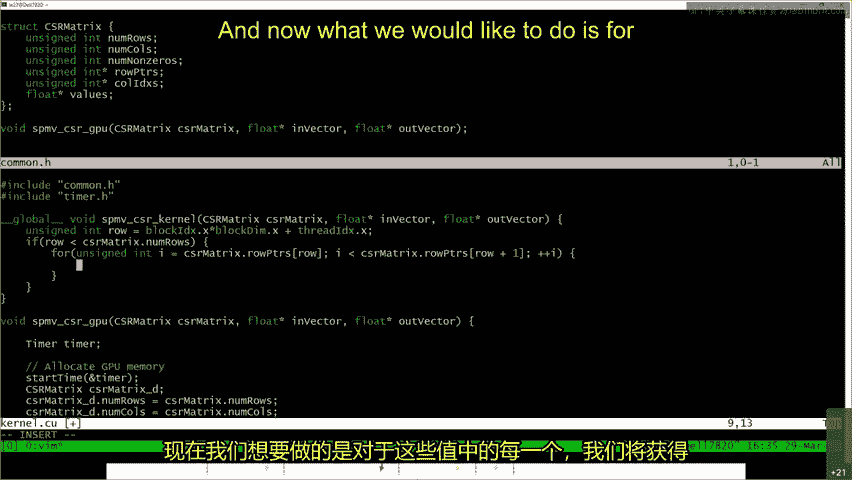 struct CSRMatrix {
And now what we would like to do is for
unsigned int numRows;
unsigned int numCols;
unsigned int numNonzeros;
unsigned int* rowPtrs;
unsigned int* colIdxs;
float* values;
};
void spmv_csr_gpu(CSRMatrix csrMatrix, float* inVector, float* outVector);
common.h 1,0-1 All
#include "common.h"
#include "timer.h"
__global__ void spmv_csr_kernel(CSRMatrix csrMatrix, float* inVector, float* outVector) {
unsigned int row = blockIdx.x*blockDim.x + threadIdx.x;
if(row < csrMatrix.numRows) {
for(unsigned int i = csrMatrix.rowPtrs[row]; i < csrMatrix.rowPtrs[row + 1]; ++i) {
}
}
}
void spmv_csr_gpu(CSRMatrix csrMatrix, float* inVector, float* outVector) {
Timer timer;
// Allocate GPU memory
startTime(&timer);
CSRMatrix csrMatrix_d;
csrMatrix_d.numRows = csrMatrix.numRows;
csrMatrix_d.numCols = csrMatrix.numCols;
kernel.cu [+] 9,13
-- INSERT --
16:35 29-Mar
现在我们想要做的是对于这些值中的每一个，我们将获得
+21